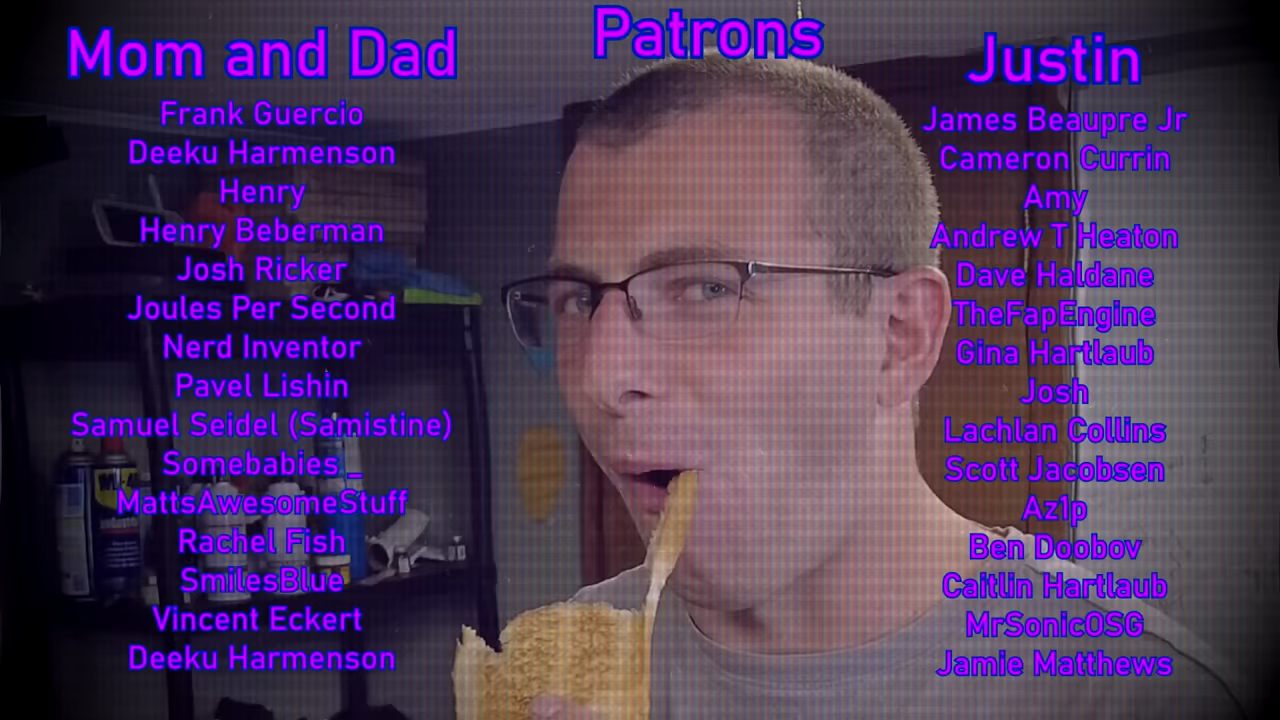 Patrons
Mom and Dad
Frank Guercio
Deeku Harmenson
Henry
Henry Beberman
Josh Ricker
Joules Per Second
Nerd Inventor
Pavel Lishin
Samuel Seidel (Samistine)
Somebabies _
MattsAwesomeStuff
Rachel Fish
SmilesBlue
Vincent Eckert
Deeku Harmenson
Justin
James Beaupre Jr
Cameron Currin
Amy
Andrew T Heaton
Dave Haldane
TheFapEngine
Gina Hartlaub
Josh
Lachlan Collins
Scott Jacobsen
Az1p
Ben Doobov
Caitlin Hartlaub
MrSonicOSG
Jamie Matthews